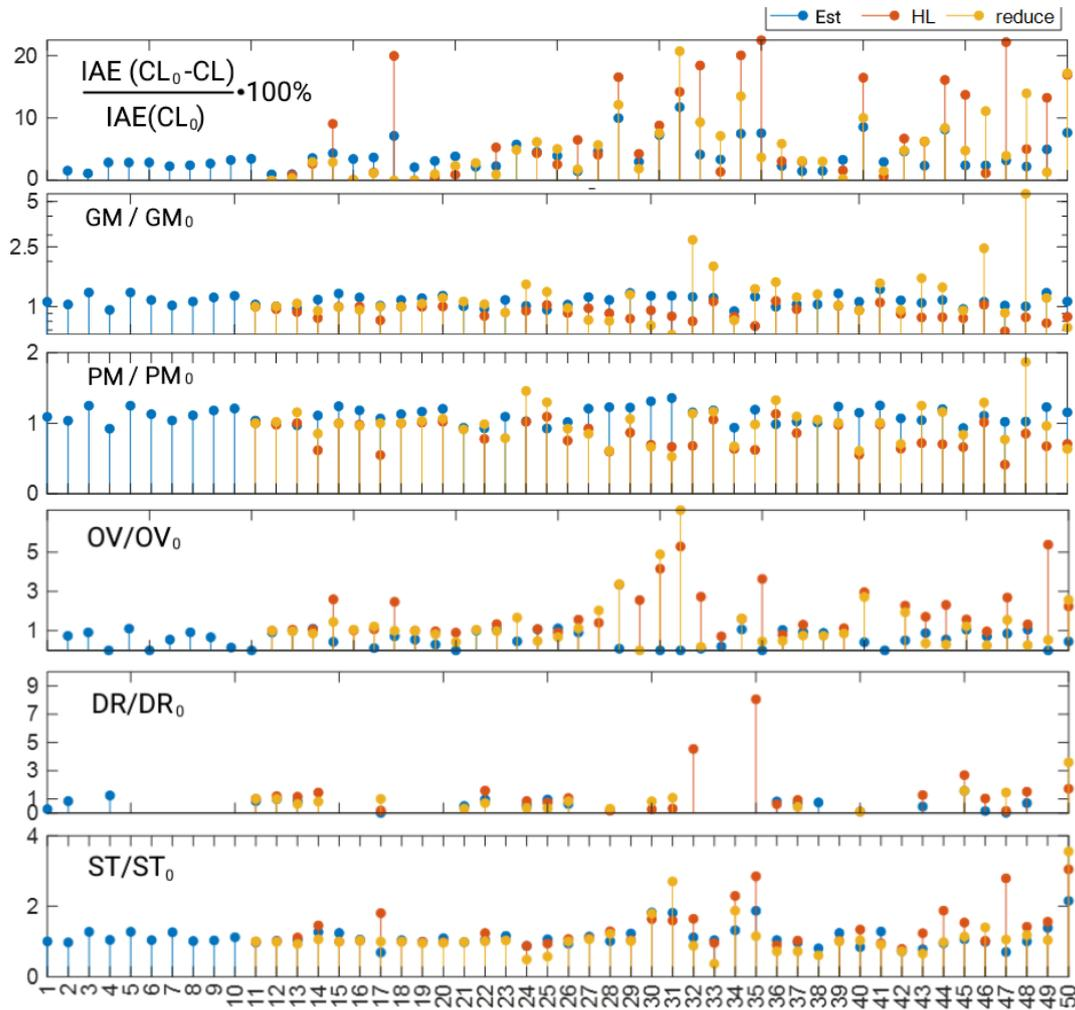 Est HL reduce
20
10
0
IAE (CL₀-CL)
•100%
IAE(CL₀)
5
2.5
1
GM / GM₀
2
1
0
PM / PM₀
5
3
1
OV/OV₀
9
7
5
3
1
0
DR/DR₀
4
2
0
ST/ST₀
1 2 3 4 5 6 7 8 9 10 11 12 13 14 15 16 17 18 19 20 21 22 23 24 25 26 27 28 29 30 31 32 33 34 35 36 37 38 39 40 41 42 43 44 45 46 47 48 49 50